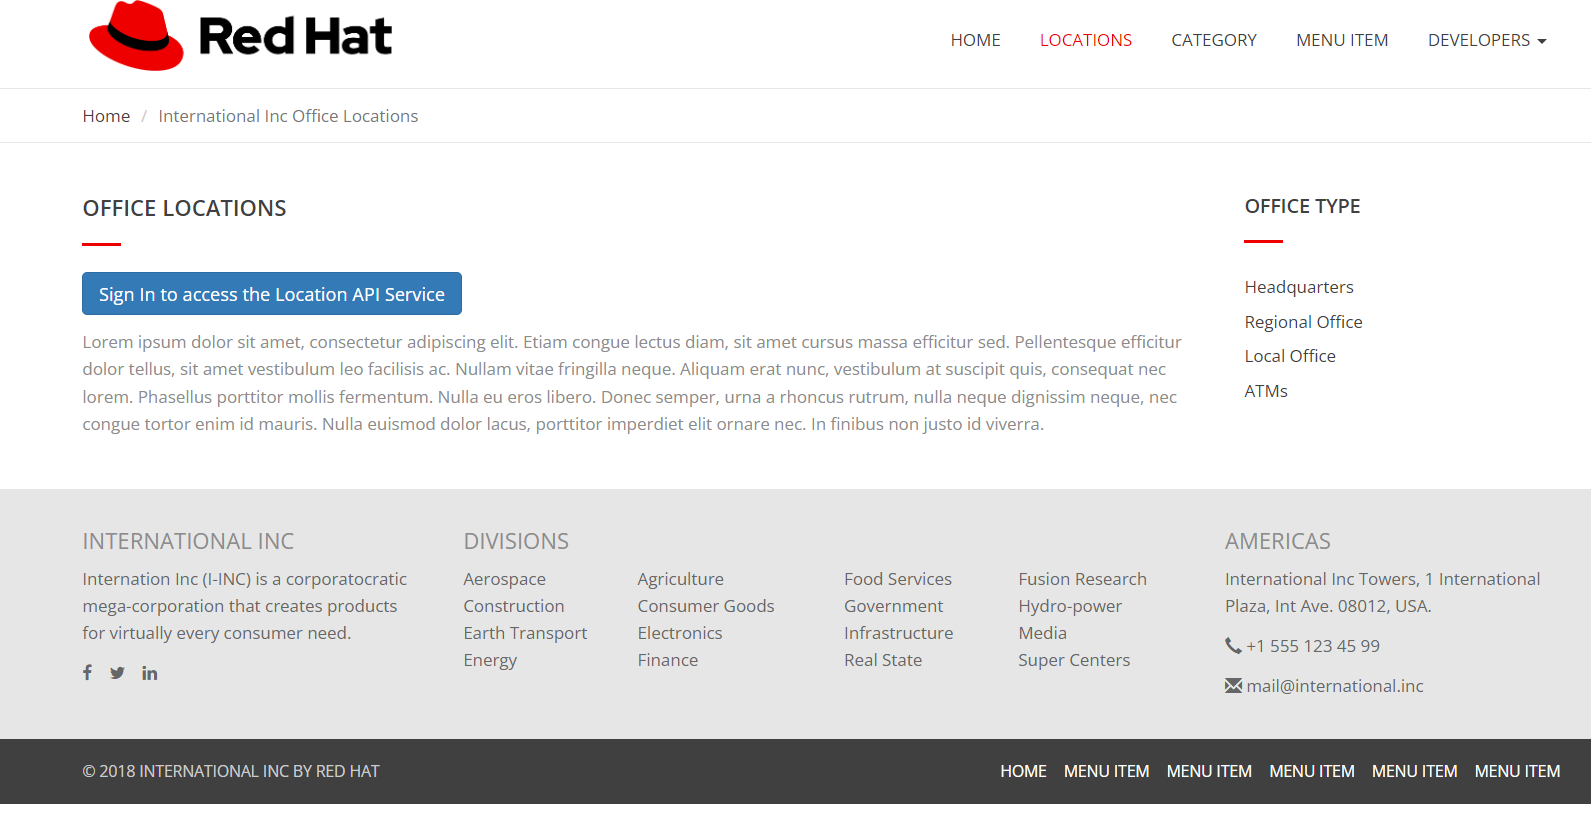 Red Hat
HOME LOCATIONS CATEGORY MENU ITEM DEVELOPERS
Home / International Inc Office Locations
OFFICE LOCATIONS
Sign In to access the Location API Service
Lorem ipsum dolor sit amet, consectetur adipiscing elit. Etiam congue lectus diam, sit amet cursus massa efficitur sed. Pellentesque efficitur
dolor tellus, sit amet vestibulum leo facilisis ac. Nullam vitae fringilla neque. Aliquam erat nunc, vestibulum at suscipit quis, consequat nec
lorem. Phasellus porttitor mollis fermentum. Nulla eu eros libero. Donec semper, urna a rhoncus rutrum, nulla neque dignissim neque, nec
congue tortor enim id mauris. Nulla euismod dolor lacus, porttitor imperdiet elit ornare nec. In finibus non justo id viverra.
OFFICE TYPE
Headquarters
Regional Office
Local Office
ATMs
INTERNATIONAL INC
Internation Inc (I-INC) is a corporatocratic
mega-corporation that creates products
for virtually every consumer need.
DIVISIONS
Aerospace
Construction
Earth Transport
Energy
Agriculture
Consumer Goods
Electronics
Finance
Food Services
Government
Infrastructure
Real State
Fusion Research
Hydro-power
Media
Super Centers
AMERICAS
International Inc Towers, 1 International
Plaza, Int Ave. 08012, USA.
+1 555 123 45 99
mail@international.inc
© 2018 INTERNATIONAL INC BY RED HAT
HOME MENU ITEM MENU ITEM MENU ITEM MENU ITEM MENU ITEM